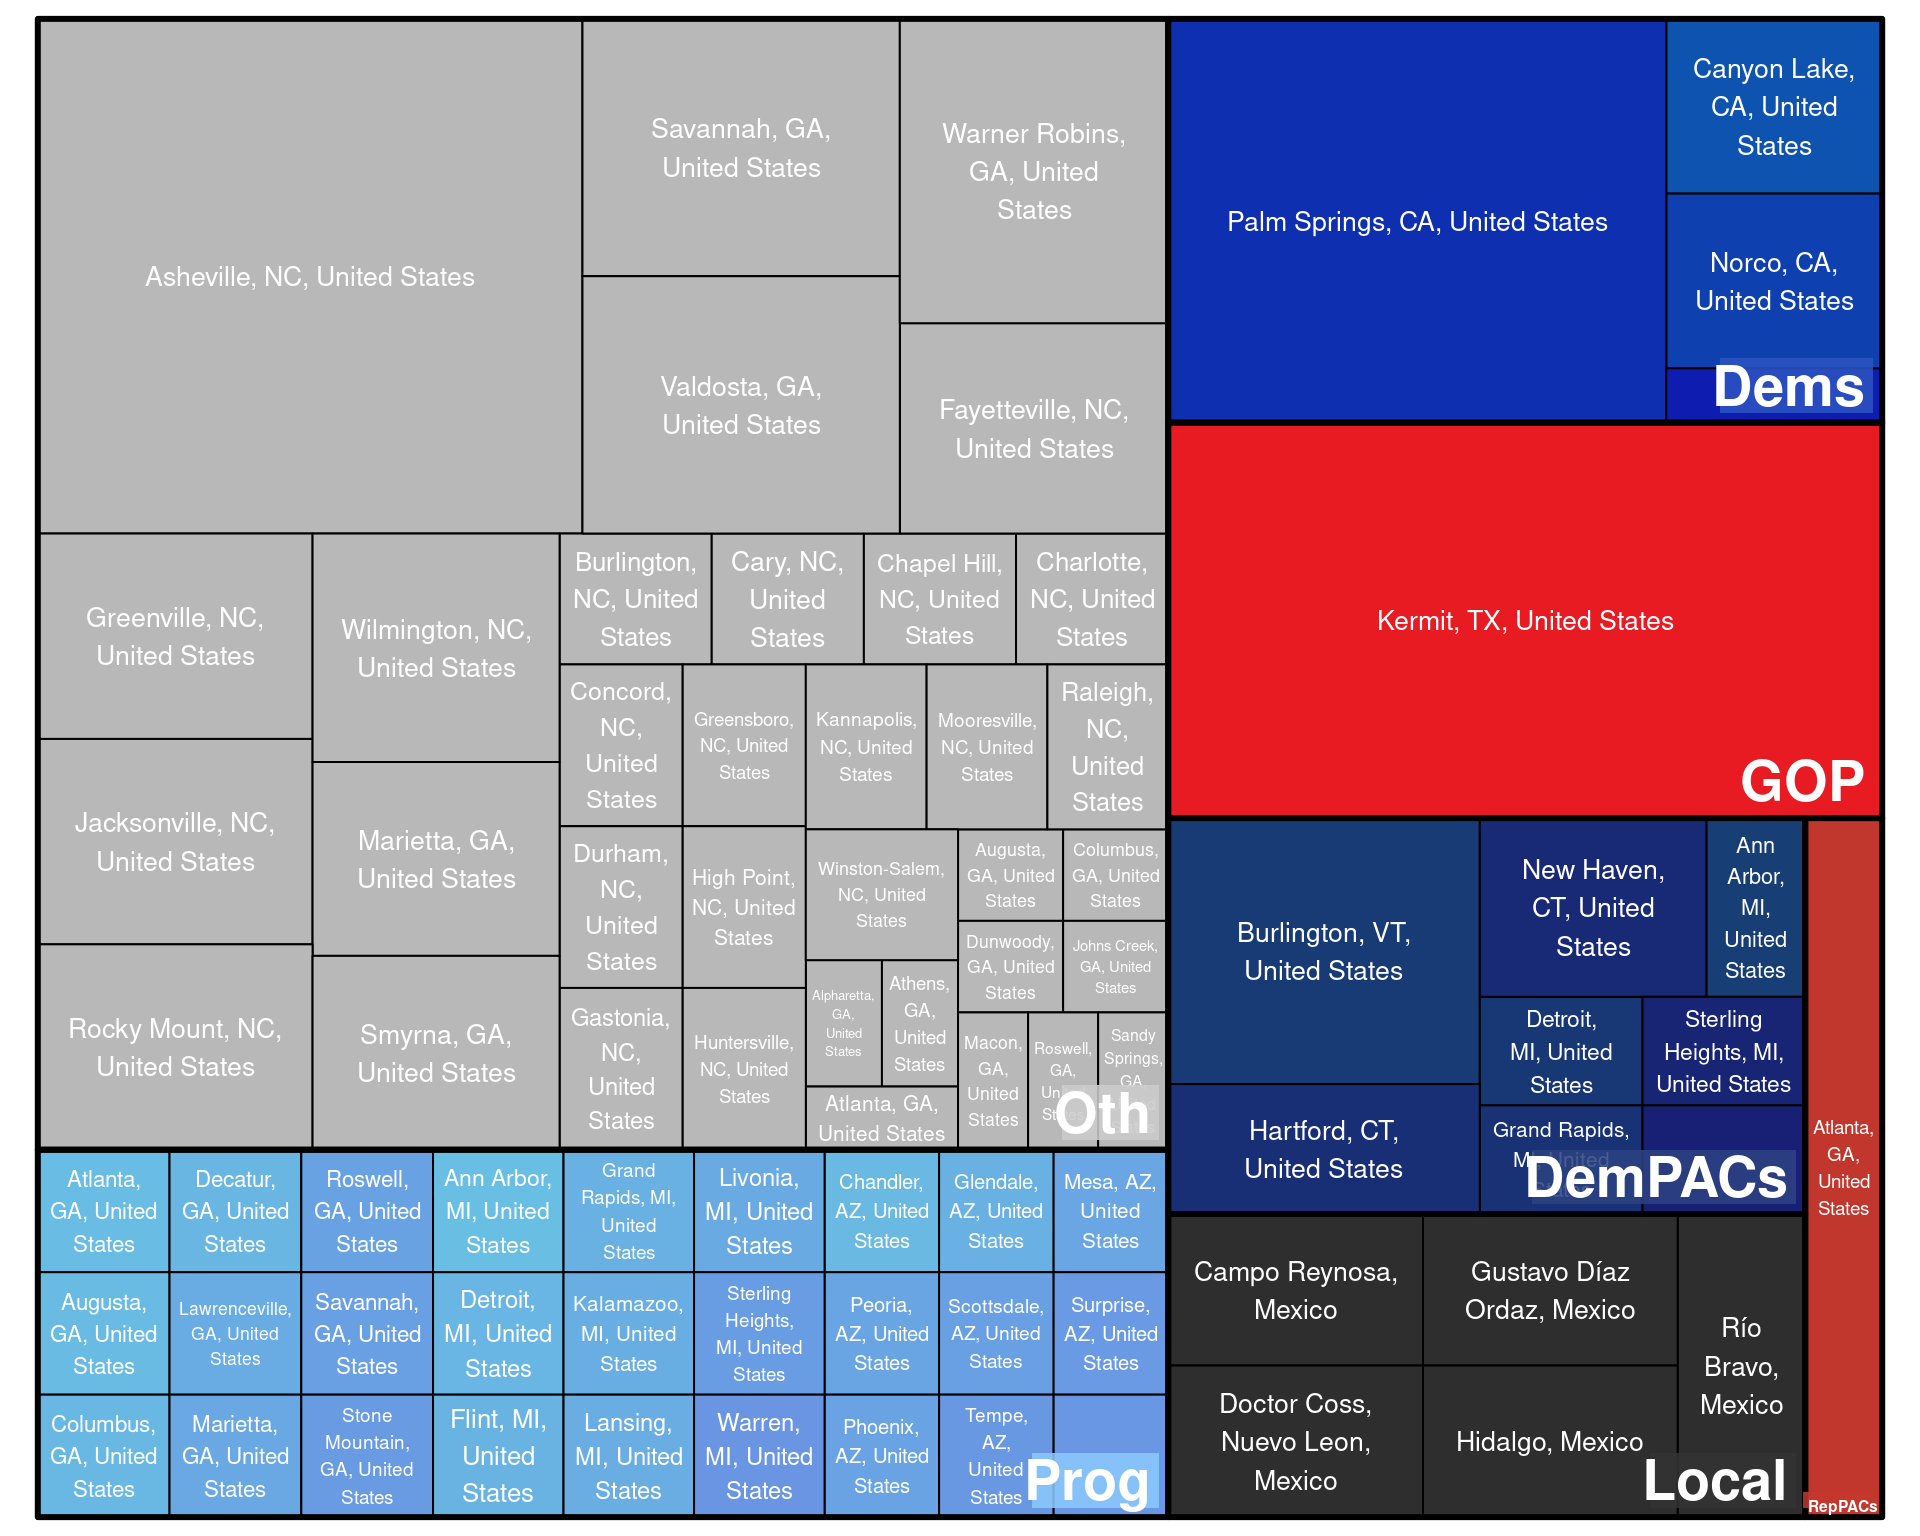 Asheville, NC, United States
Savannah, GA,
United States
Warner Robins,
GA, United
States
Valdosta, GA,
United States
Fayetteville, NC,
United States
Greenville, NC,
United States
Wilmington, NC,
United States
Jacksonville, NC,
United States
Marietta, GA,
United States
Rocky Mount, NC,
United States
Smyrna, GA,
United States
Burlington,
NC, United
States
Cary, NC,
United
States
Chapel Hill,
NC, United
States
Charlotte,
NC, United
States
Concord,
NC,
United
States
Greensboro,
NC, United
States
Kannapolis,
NC, United
States
Mooresville,
NC, United
States
Raleigh,
NC,
United
States
Durham,
NC,
United
States
High Point,
NC, United
States
Winston-Salem,
NC, United
States
Augusta,
GA, United
States
Columbus,
GA, United
States
Dunwoody,
GA, United
States
Johns Creek,
GA, United
States
Gastonia,
NC,
United
States
Huntersville,
NC, United
States
Alpharetta,
GA,
United
States
Athens,
GA,
United
States
Atlanta, GA,
United States
Macon,
GA,
United
States
Roswell,
GA,
Sandy
Springs,
GA
Oth
Atlanta,
GA, United
States
Decatur,
GA, United
States
Roswell,
GA, United
States
Ann Arbor,
MI, United
States
Grand
Rapids, MI,
United
States
Livonia,
MI, United
States
Chandler,
AZ, United
States
Glendale,
AZ, United
States
Mesa, AZ,
United
States
Augusta,
GA, United
States
Lawrenceville,
GA, United
States
Savannah,
GA, United
States
Detroit,
MI, United
States
Kalamazoo,
MI, United
States
Sterling
Heights,
MI, United
States
Peoria,
AZ, United
States
Scottsdale,
AZ, United
States
Surprise,
AZ, United
States
Columbus,
GA, United
States
Marietta,
GA, United
States
Stone
Mountain,
GA, United
States
Flint, MI,
United
States
Lansing,
MI, United
States
Warren,
MI, United
States
Phoenix,
AZ, United
States
Tempe,
AZ,
United
States
Prog
Palm Springs, CA, United States
Canyon Lake,
CA, United
States
Norco, CA,
United States
Dems
Kermit, TX, United States
GOP
Burlington, VT,
United States
New Haven,
CT, United
States
Ann
Arbor,
MI,
United
States
Hartford, CT,
United States
Detroit,
MI, United
States
Sterling
Heights, MI,
United States
Grand Rapids,
DemPACs
Campo Reynosa,
Mexico
Gustavo Díaz
Ordaz, Mexico
Río
Bravo,
Mexico
Doctor Coss,
Nuevo Leon,
Mexico
Hidalgo, Mexico
Local
Atlanta,
GA,
United
States
RepPACs